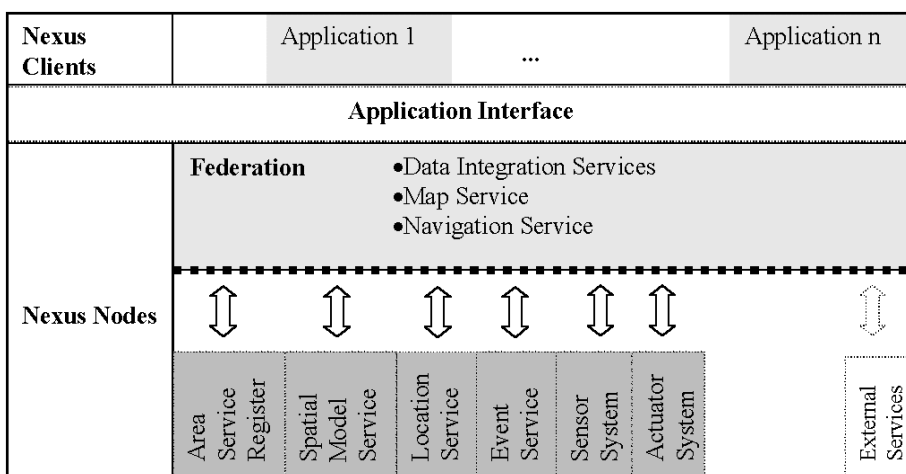 Nexus
Clients
Application 1
...
Application n
Application Interface
Nexus Nodes
Federation
•Data Integration Services
•Map Service
•Navigation Service
Area
Service
Register
Spatial
Model
Service
Location
Service
Event
Service
Sensor
System
Actuator
System
External
Services